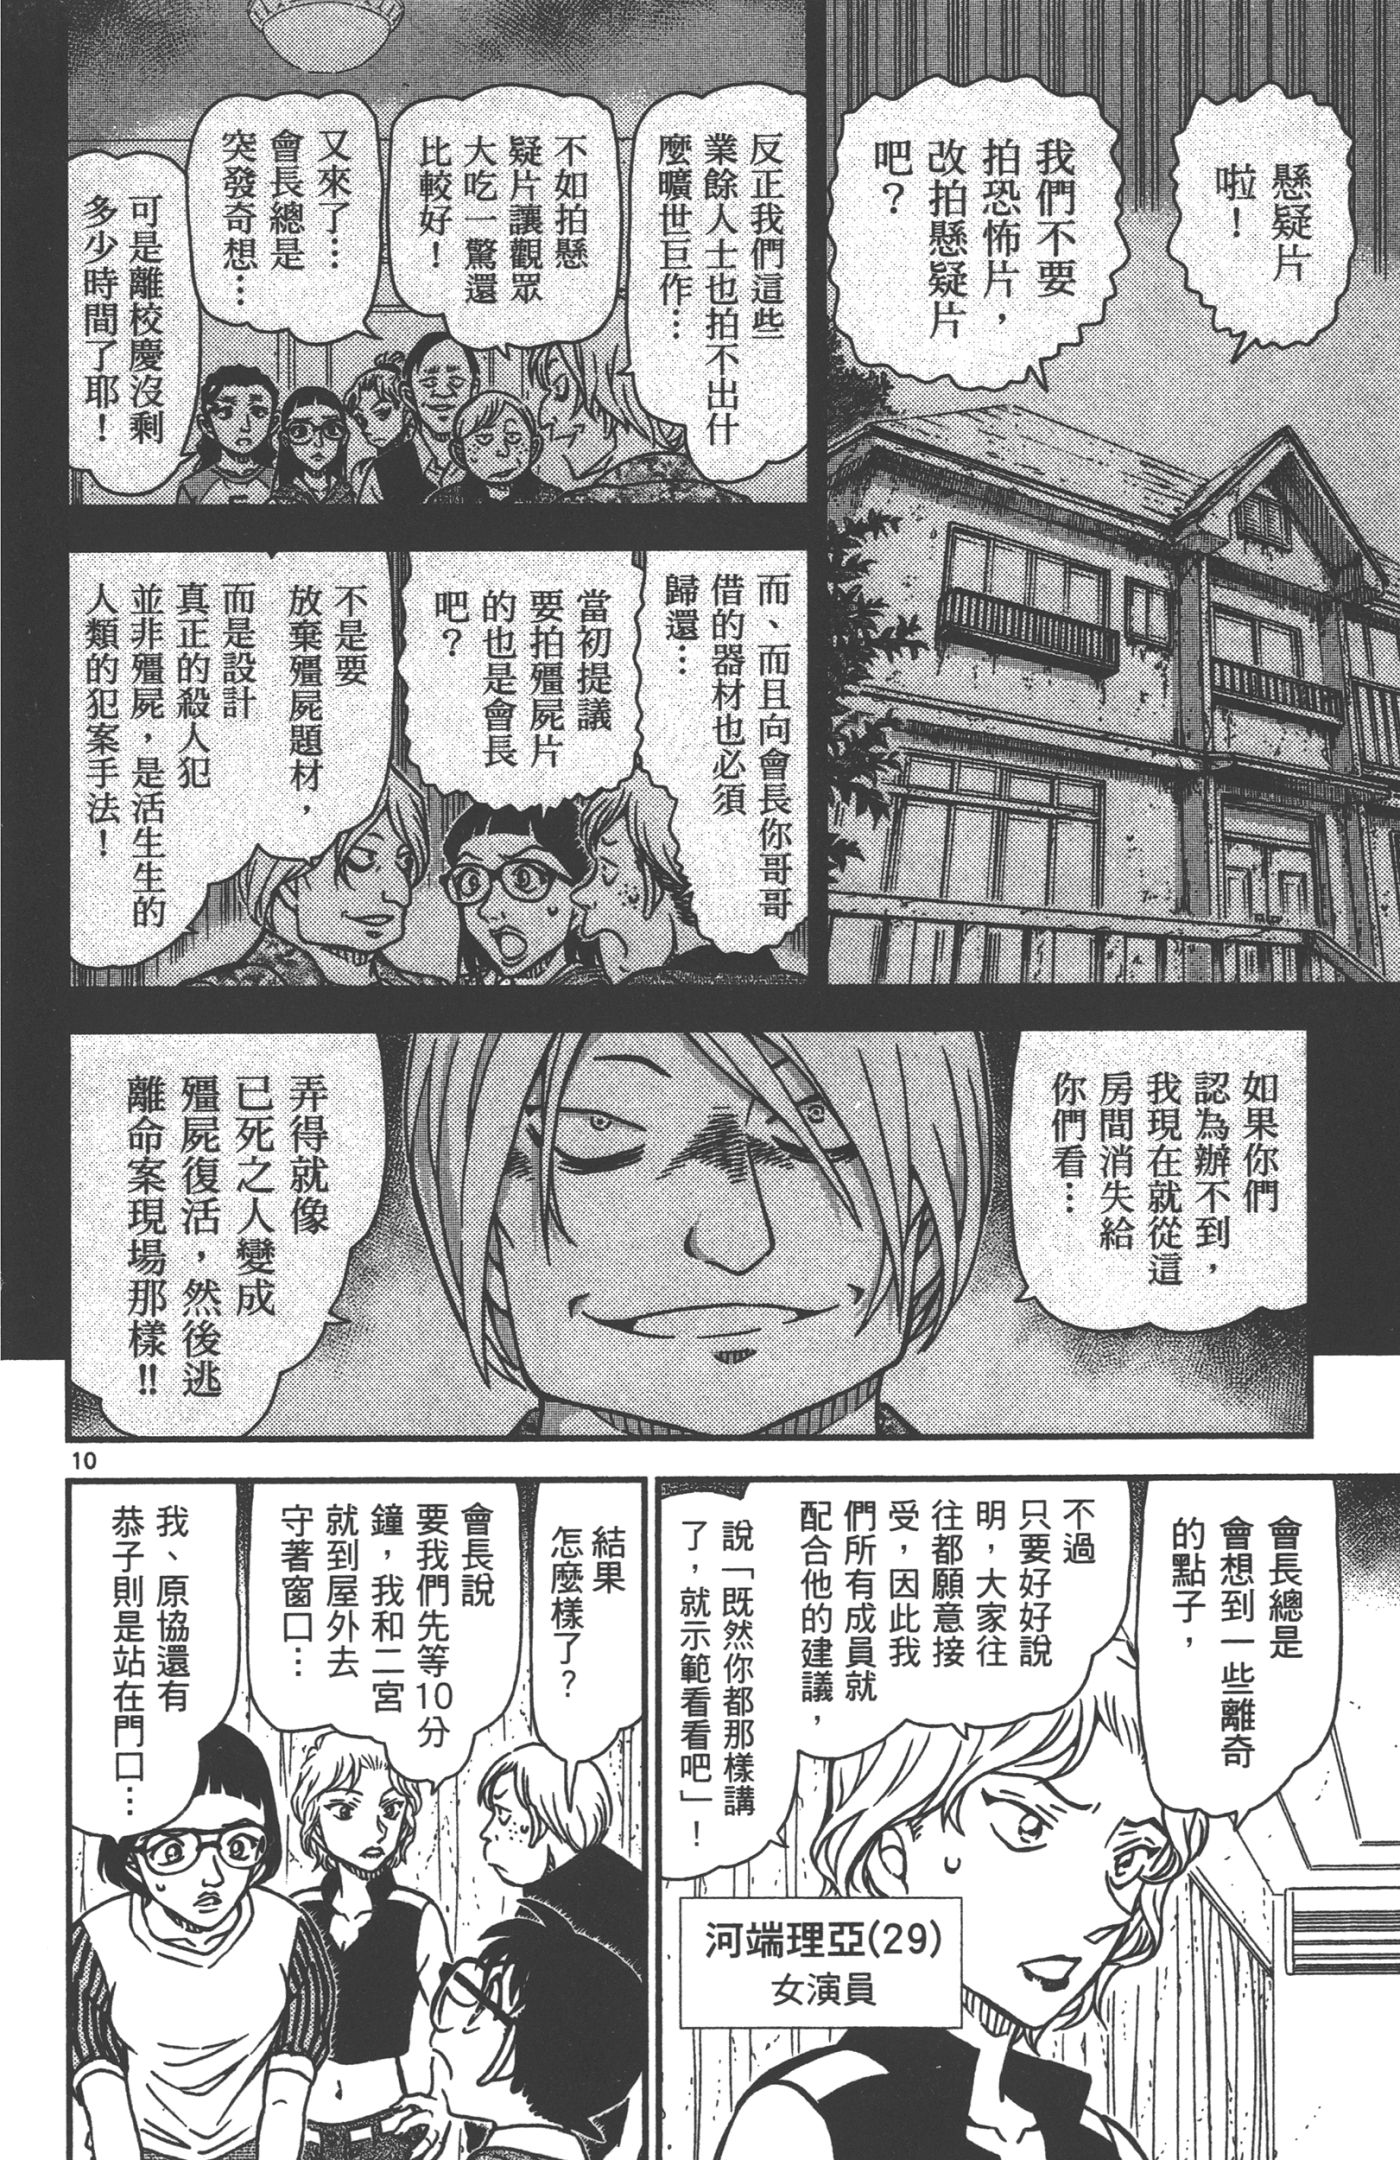 懸疑片
啦！
我們不要
拍恐怖片，
改拍懸疑片
吧？
反正我們這些
業餘人士也拍不出什
麼曠世巨作…
不如拍懸
疑片讓觀眾
大吃一驚還
比較好！
又來了…
會長總是
突發奇想…
可是離校慶沒剩
多少時間了耶！
而、而且向會長你哥哥
借的器材也必須
歸還…
當初提議
要拍殭屍片
的也是會長
吧？
不是要
放棄殭屍題材，
而是設計
真正的殺人犯
並非殭屍，是活生生的
人類的犯案手法！
如果你們
認為辦不到，
我現在就從這
房間消失給
你們看…
弄得就像
已死之人變成
殭屍復活，然後逃
離命案現場那樣!!
10
會長總是
會想到一些離奇
的點子，
不過
只要好好說
明，大家往
往都願意接
受，因此我
們所有成員就
配合他的建議，
說「既然你都那樣講
了，就示範看看吧」！
河端理亞(29)
女演員
結果
怎麼樣了？
會長說
要我們先等10分
鐘，我和二宮
就到屋外去
守著窗口…
我、原協還有
恭子則是站在門口…